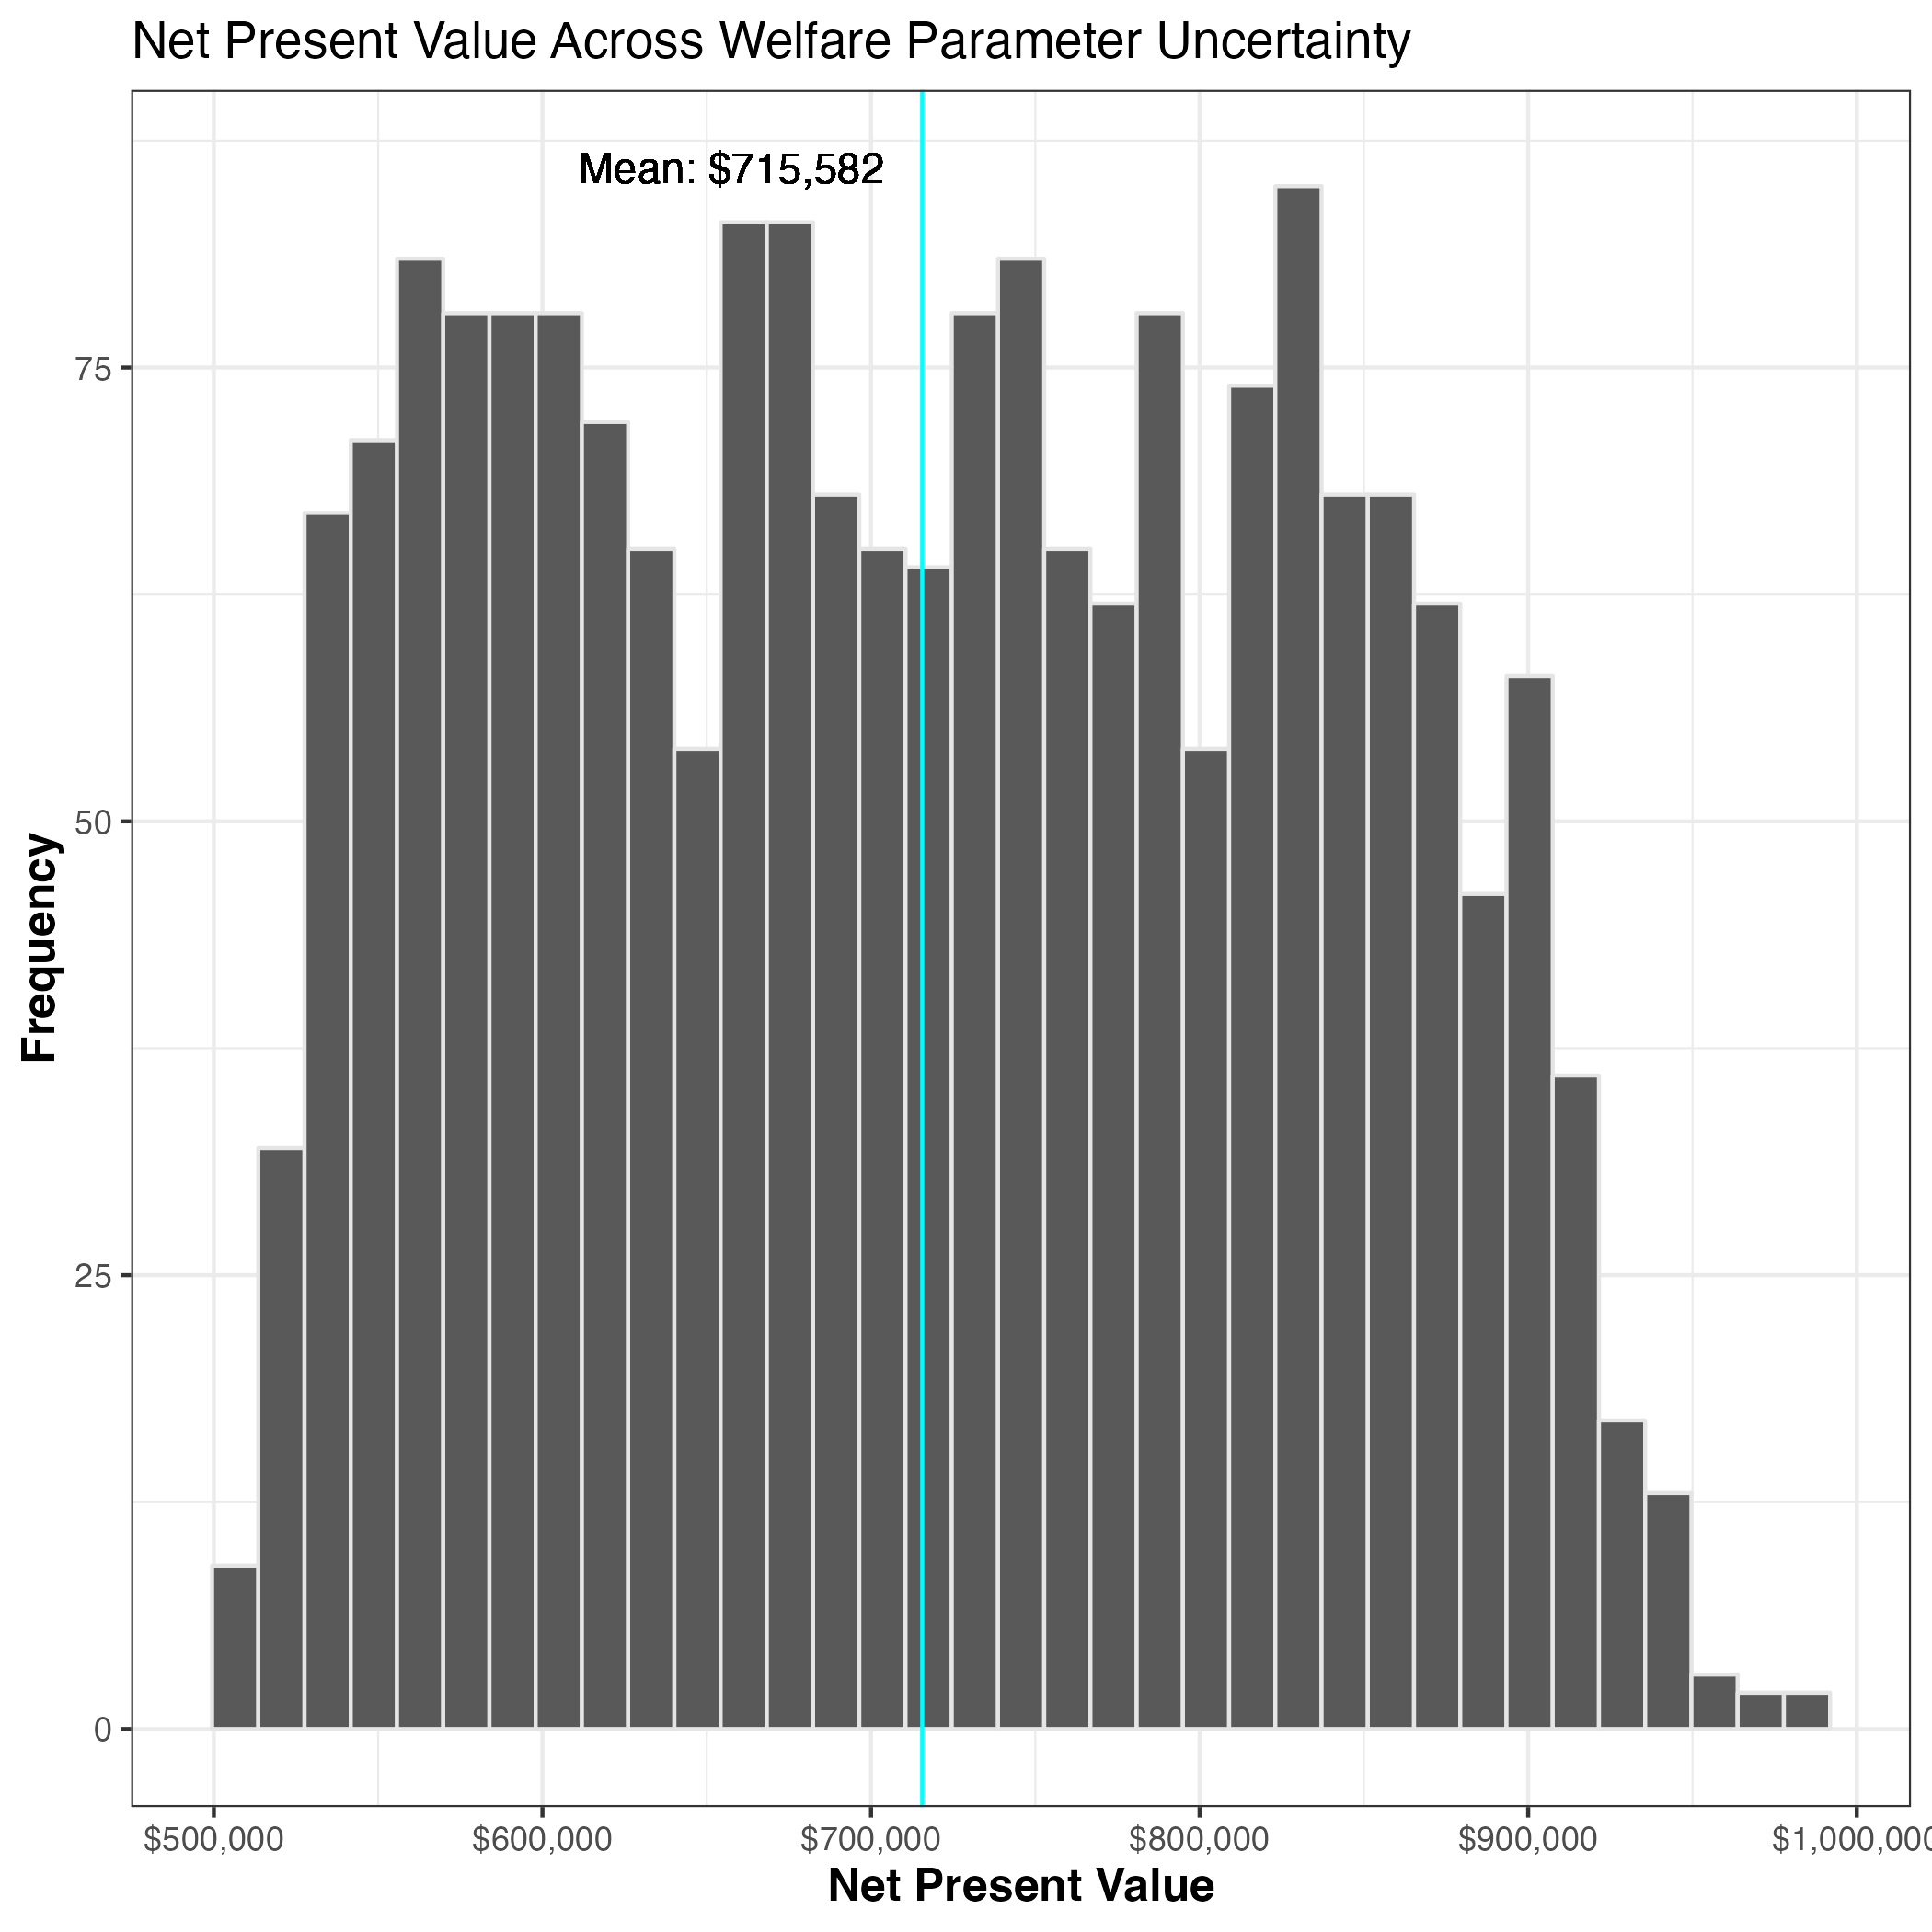 Net Present Value Across Welfare Parameter Uncertainty
Mean: $715,582
75
50
25
0
Frequency
$500,000 $600,000 $700,000 $800,000 $900,000 $1,000,000
Net Present Value